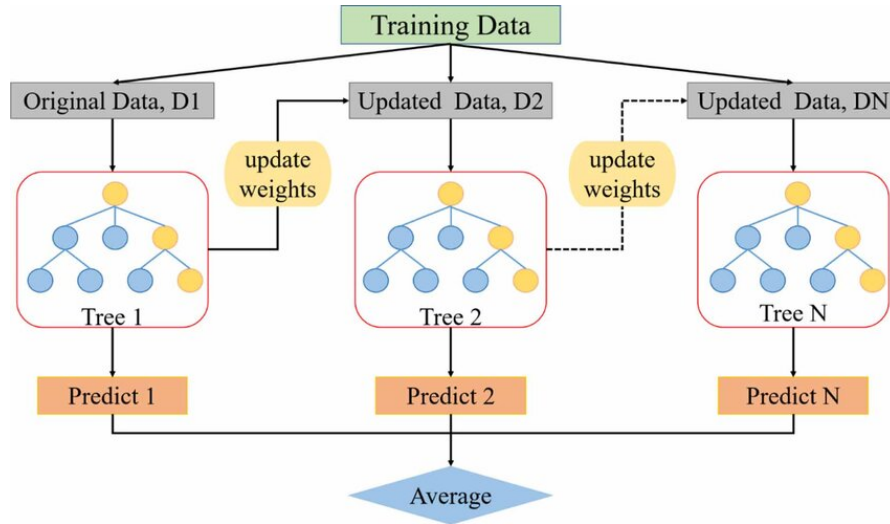 Training Data
Original Data, D1
Updated Data, D2
Updated Data, DN
update
weights
update
weights
Tree 1
Tree 2
Tree N
Predict 1
Predict 2
Predict N
Average